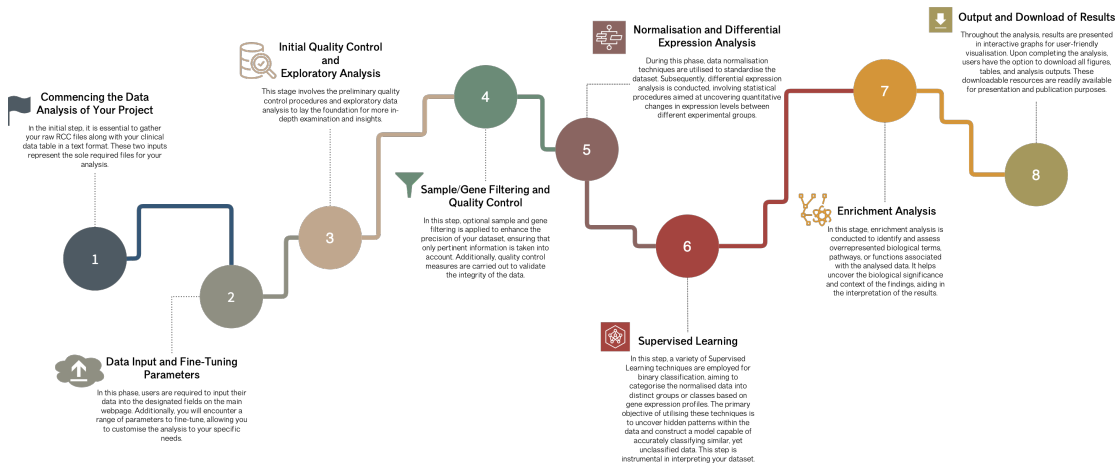 Commencing the Data
Analysis of Your Project
In the initial step, it is essential to gather
your raw RCC files along with your clinical
data table in a text format. These two inputs
represent the sole required files for your
analysis.
1
2
Data Input and Fine-Tuning
Parameters
In this phase, users are required to input their
data into the designated fields on the main
webpage. Additionally, you will encounter a
range of parameters to fine-tune, allowing you
to customise the analysis to your specific
needs.
Initial Quality Control
and
Exploratory Analysis
This stage involves the preliminary quality
control procedures and exploratory data
analysis to lay the foundation for more in-
depth examination and insights.
3
4
Sample/Gene Filtering and
Quality Control
In this step, optional sample and gene
filtering is applied to enhance the
precision of your dataset, ensuring that
only pertinent information is taken into
account. Additionally, quality control
measures are carried out to validate
the integrity of the data.
Normalisation and Differential
Expression Analysis
During this phase, data normalisation
techniques are utilised to standardise the
dataset. Subsequently, differential expression
analysis is conducted, involving statistical
procedures aimed at uncovering quantitative
changes in expression levels between
different experimental groups.
5
6
Supervised Learning
In this step, a variety of Supervised
Learning techniques are employed for
binary classification, aiming to
categorise the normalised data into
distinct groups or classes based on
gene expression profiles. The primary
objective of utilising these techniques is
to uncover hidden patterns within the
data and construct a model capable of
accurately classifying similar, yet
unclassified data. This step is
instrumental in interpreting your dataset.
7
Enrichment Analysis
In this stage, enrichment analysis is
conducted to identify and assess
overrepresented biological terms,
pathways, or functions associated
with the analysed data. It helps
uncover the biological significance
and context of the findings, aiding in
the interpretation of the results.
Output and Download of Results
Throughout the analysis, results are presented
in interactive graphs for user-friendly
visualisation. Upon completing the analysis,
users have the option to download all figures,
tables, and analysis outputs. These
downloadable resources are readily available
for presentation and publication purposes.
8